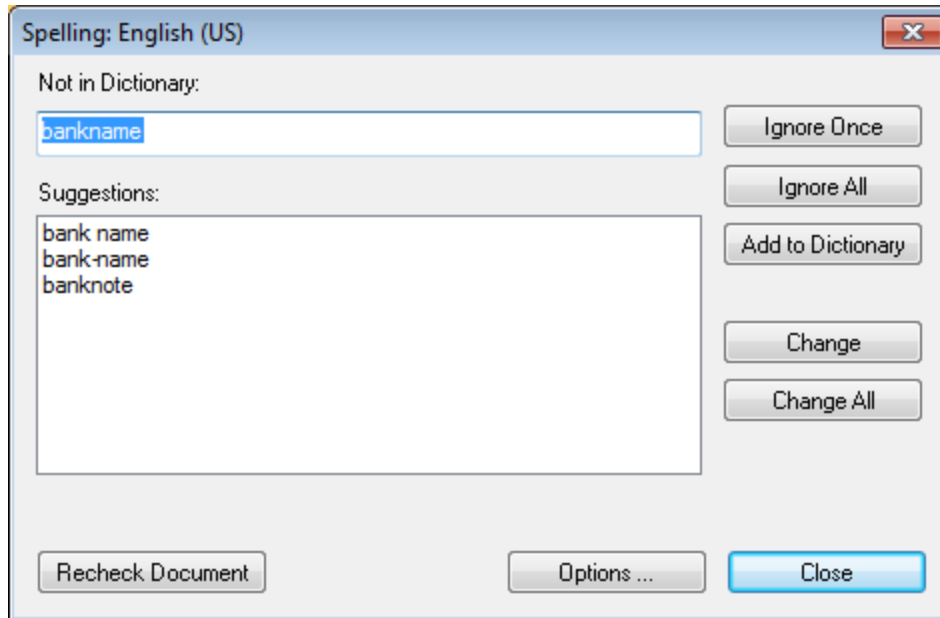 Spelling: English (US)
Not in Dictionary:
bankname
Ignore Once
Suggestions:
Ignore All
bank name
bank-name
banknote
Add to Dictionary
Change
Change All
Recheck Document
Options ...
Close